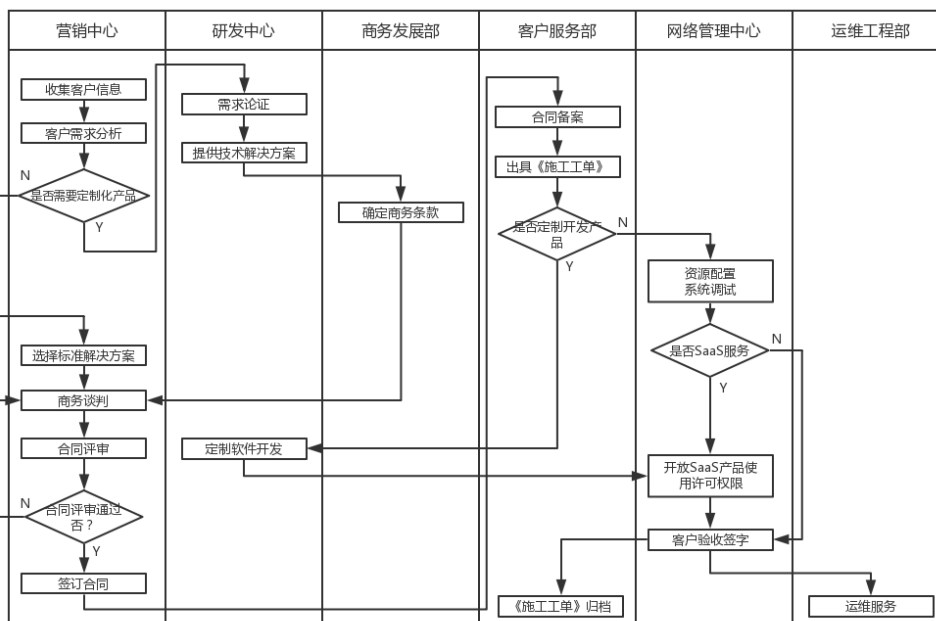 营销中心
研发中心
商务发展部
客户服务部
网络管理中心
运维工程部
收集客户信息
客户需求分析
N
是否需要定制化产品
Y
选择标准解决方案
商务谈判
合同评审
N
合同评审通过
否？
Y
签订合同
需求论证
提供技术解决方案
定制软件开发
确定商务条款
合同备案
出具《施工工单》
是否定制开发产
品
N
Y
《施工工单》归档
资源配置
系统调试
是否SaaS服务
N
Y
开放SaaS产品使
用许可权限
客户验收签字
运维服务